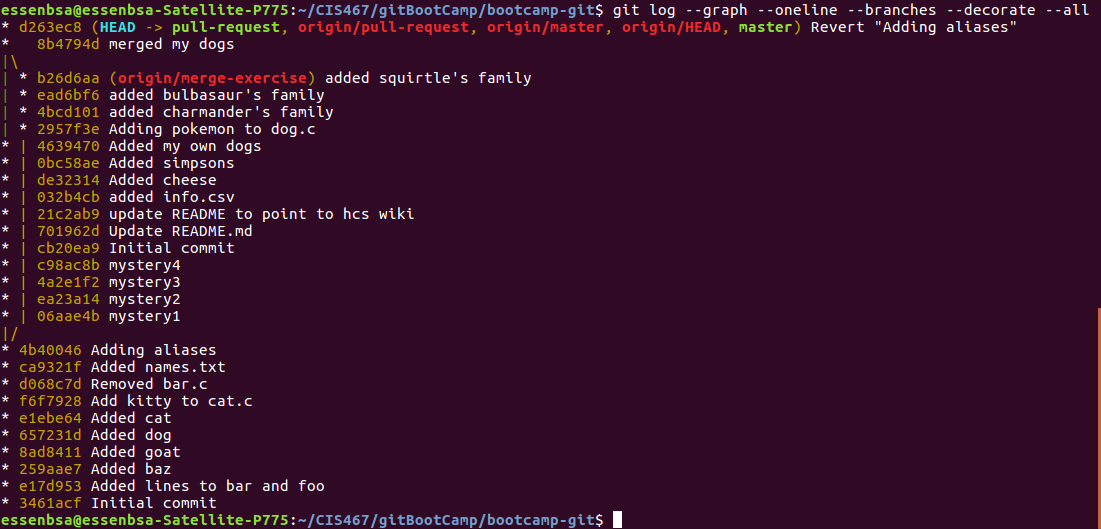 essenbsa@essenbsa-Satellite-P775:~/CIS467/gitBootCamp/bootcamp-git$ git log --graph --oneline --branches --decorate --all
* d263ec8 (HEAD -> pull-request, origin/pull-request, origin/master, origin/HEAD, master) Revert "Adding aliases"
*   8b4794d merged my dogs
|\
| * b26d6aa (origin/merge-exercise) added squirtle's family
| * ead6bf6 added bulbasaur's family
| * 4bcd101 added charmander's family
| * 2957f3e Adding pokemon to dog.c
* | 4639470 Added my own dogs
* | 0bc58ae Added simpsons
* | de32314 Added cheese
* | 032b4cb added info.csv
* | 21c2ab9 update README to point to hcs wiki
* | 701962d Update README.md
* | cb20ea9 Initial commit
* | c98ac8b mystery4
* | 4a2e1f2 mystery3
* | ea23a14 mystery2
* | 06aae4b mystery1
|/
* 4b40046 Adding aliases
* ca9321f Added names.txt
* d068c7d Removed bar.c
* f6f7928 Add kitty to cat.c
* e1ebe64 Added cat
* 657231d Added dog
* 8ad8411 Added goat
* 259aae7 Added baz
* e17d953 Added lines to bar and foo
* 3461acf Initial commit
essenbsa@essenbsa-Satellite-P775:~/CIS467/gitBootCamp/bootcamp-git$